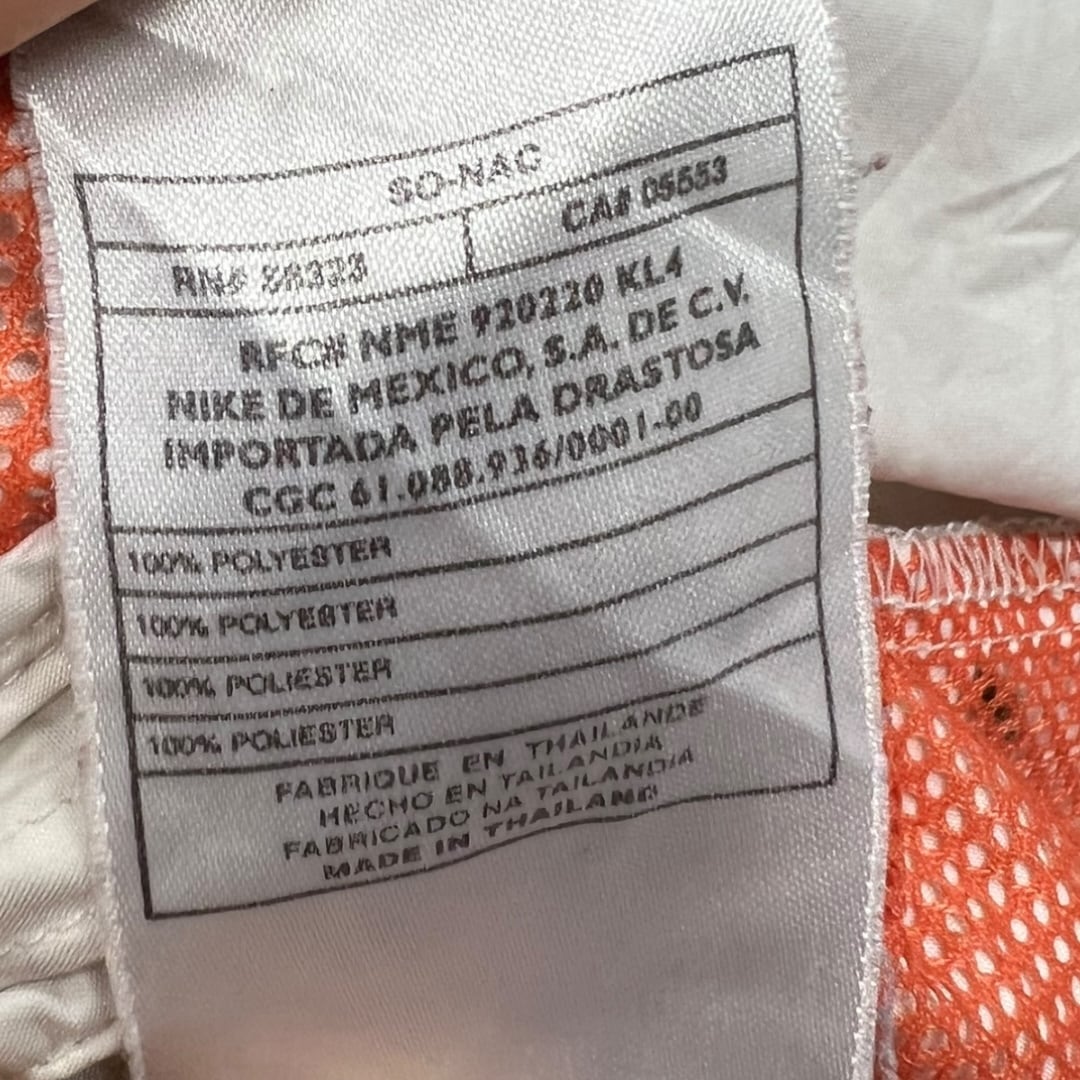 SO-NAC
RN# 88323
CA# 05553
RFC# NME 920220 KL4
NIKE DE MEXICO, S.A. DE C.V.
IMPORTADA PELA DRASTOSA
CGC 61.088.936/0001-00
100% POLYESTER
100% POLYESTER
100% POLIESTER
100% POLIESTER
FABRIQUE EN THAILANDE
HECHO EN TAILANDIA
FABRICADO NA TAILANDIA
MADE IN THAILAND